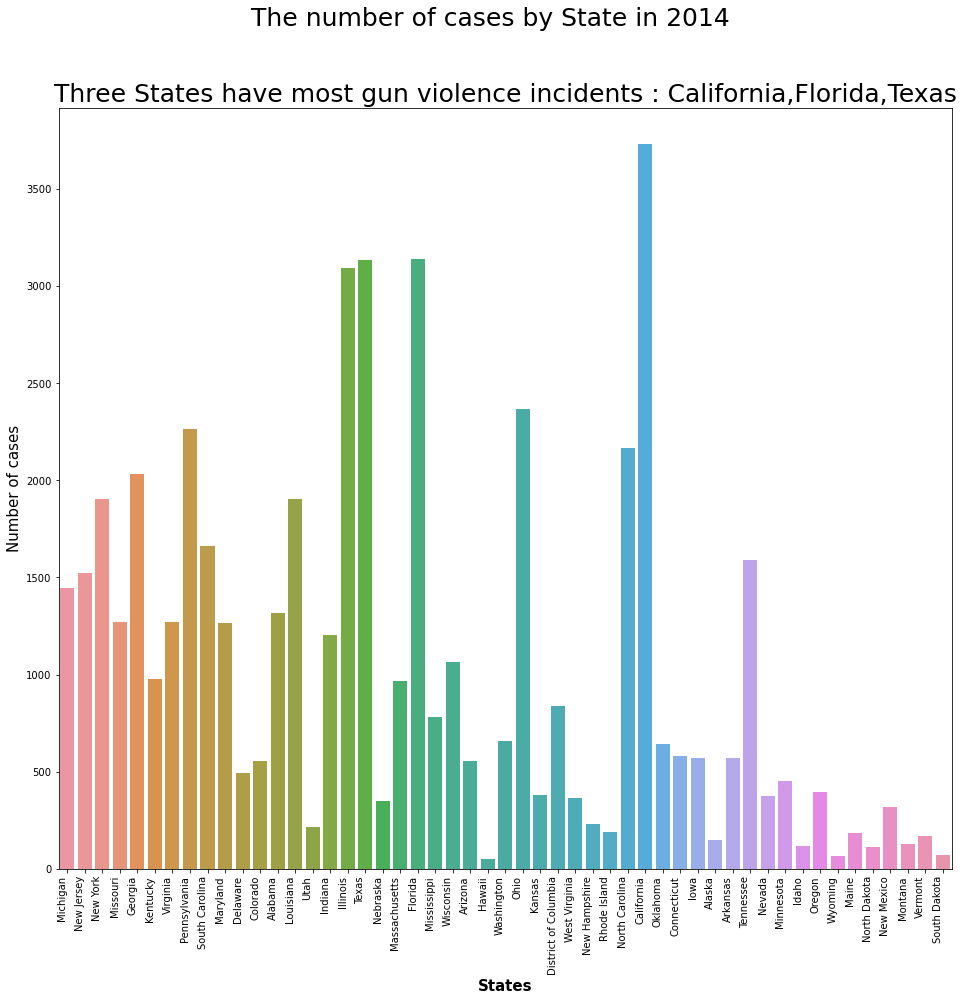 The number of cases by State in 2014
Three States have most gun violence incidents : California,Florida,Texas
Number of cases
3500
3000
2500
2000
1500
1000
500
0
Michigan
New Jersey
New York
Missouri
Georgia
Kentucky
Virginia
Pennsylvania
South Carolina
Maryland
Delaware
Colorado
Alabama
Louisiana
Utah
Indiana
Illinois
Texas
Nebraska
Massachusetts
Florida
Mississippi
Wisconsin
Arizona
Hawaii
Washington
Ohio
Kansas
District of Columbia
West Virginia
New Hampshire
Rhode Island
North Carolina
California
Oklahoma
Connecticut
Iowa
Alaska
Arkansas
Tennessee
Nevada
Minnesota
Idaho
Oregon
Wyoming
Maine
North Dakota
New Mexico
Montana
Vermont
South Dakota
States